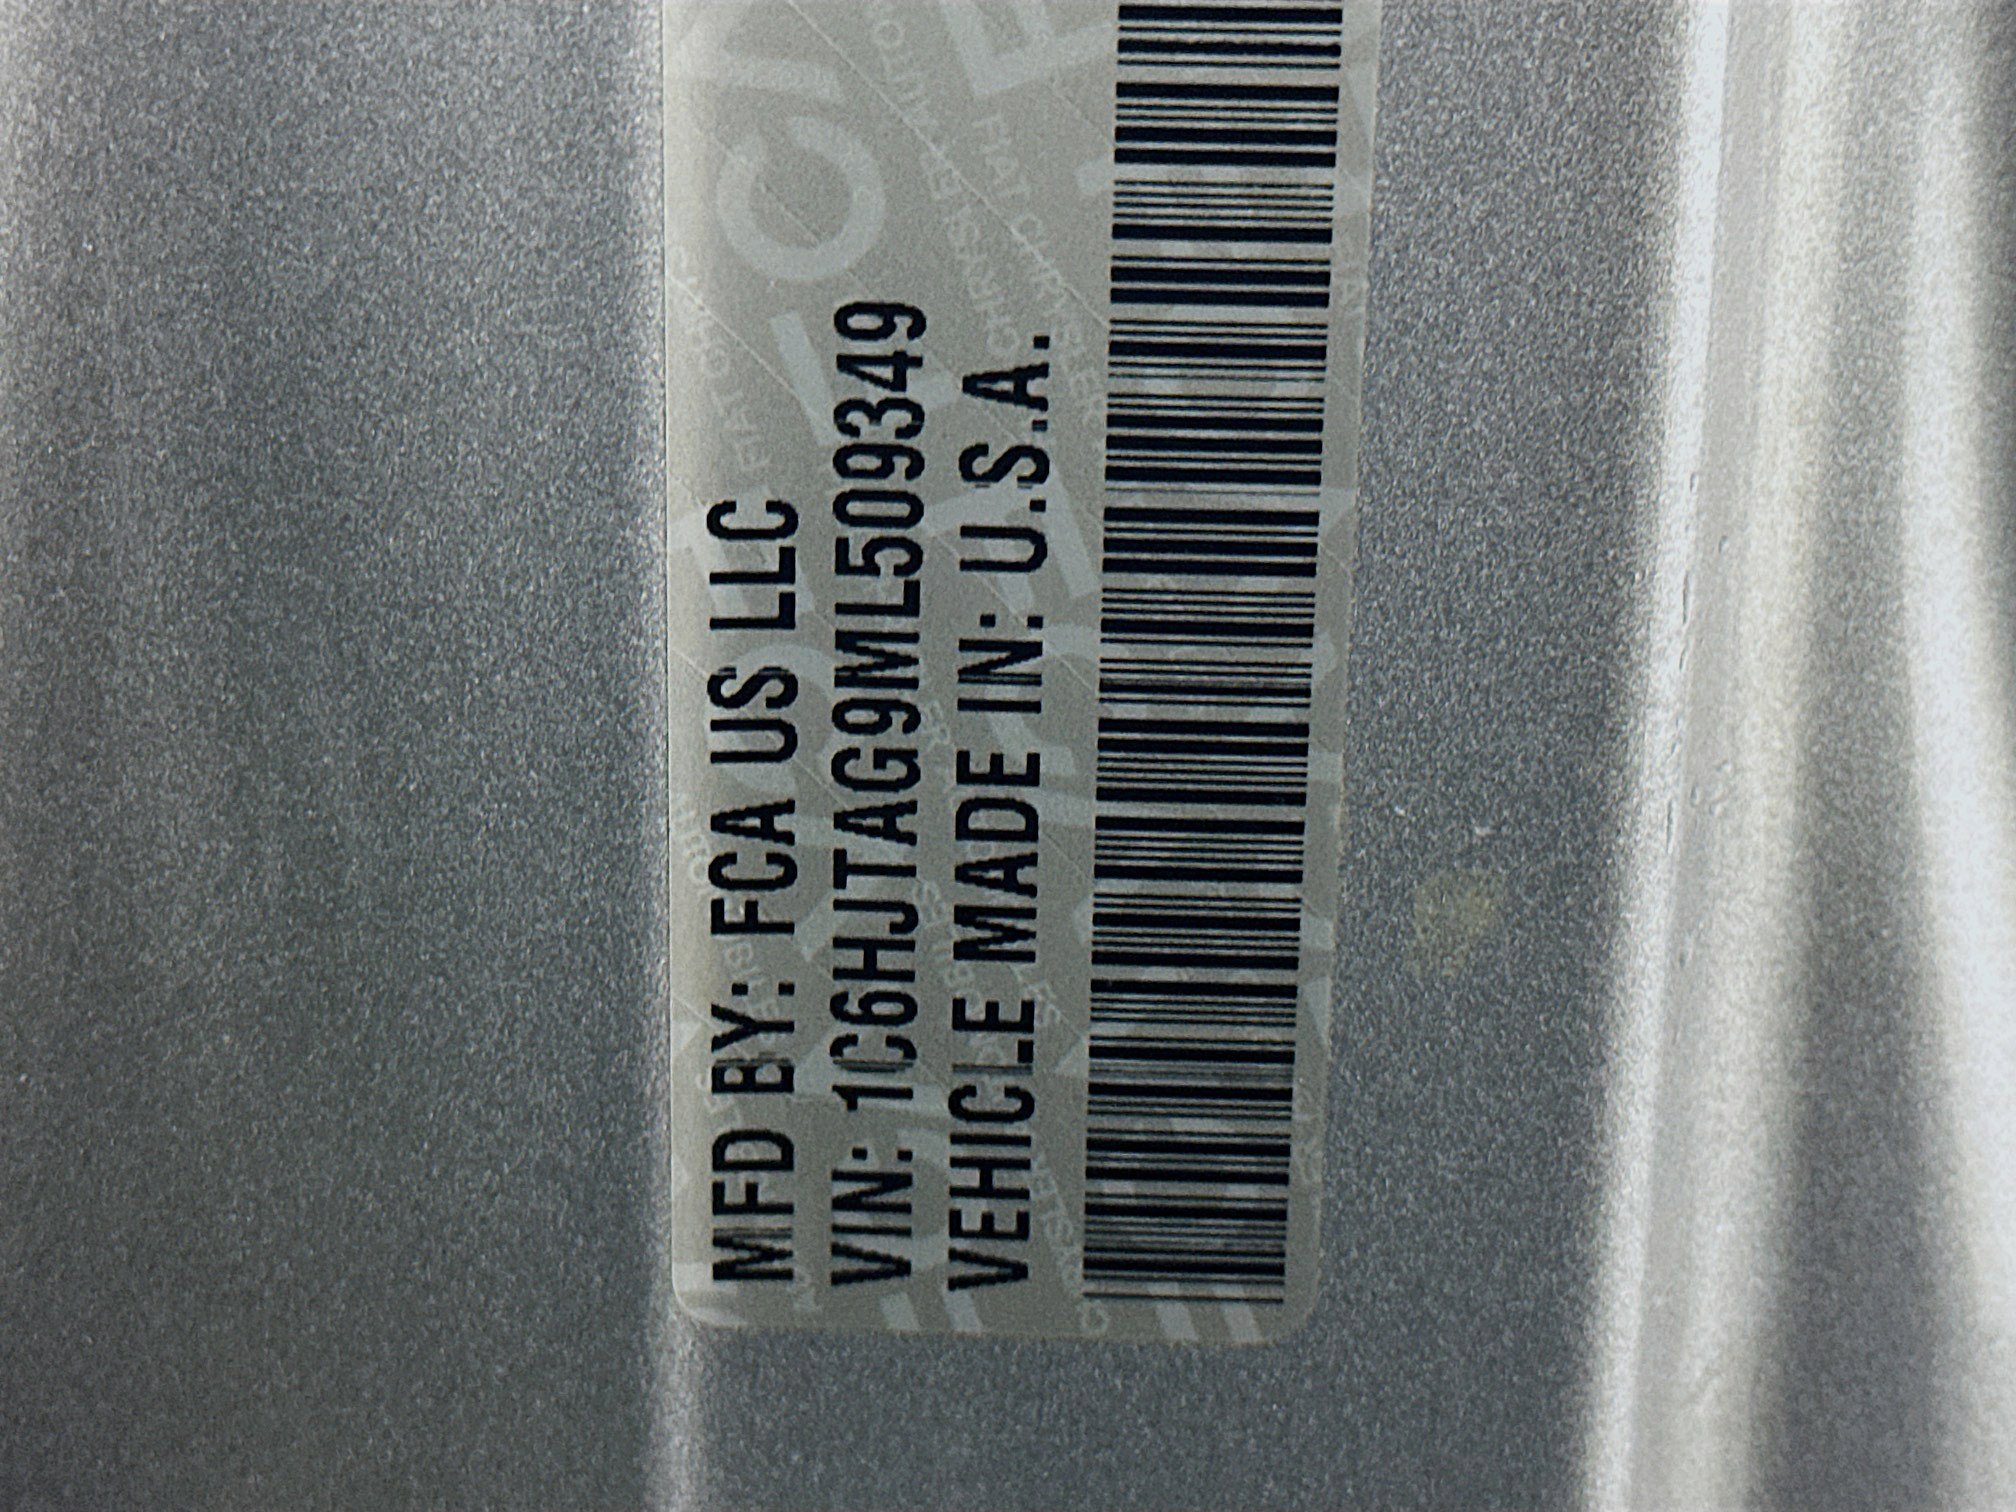 MFD BY: FCA US LLC
VIN: 1C6HJTAG9ML509349
VEHICLE MADE IN: U.S.A.